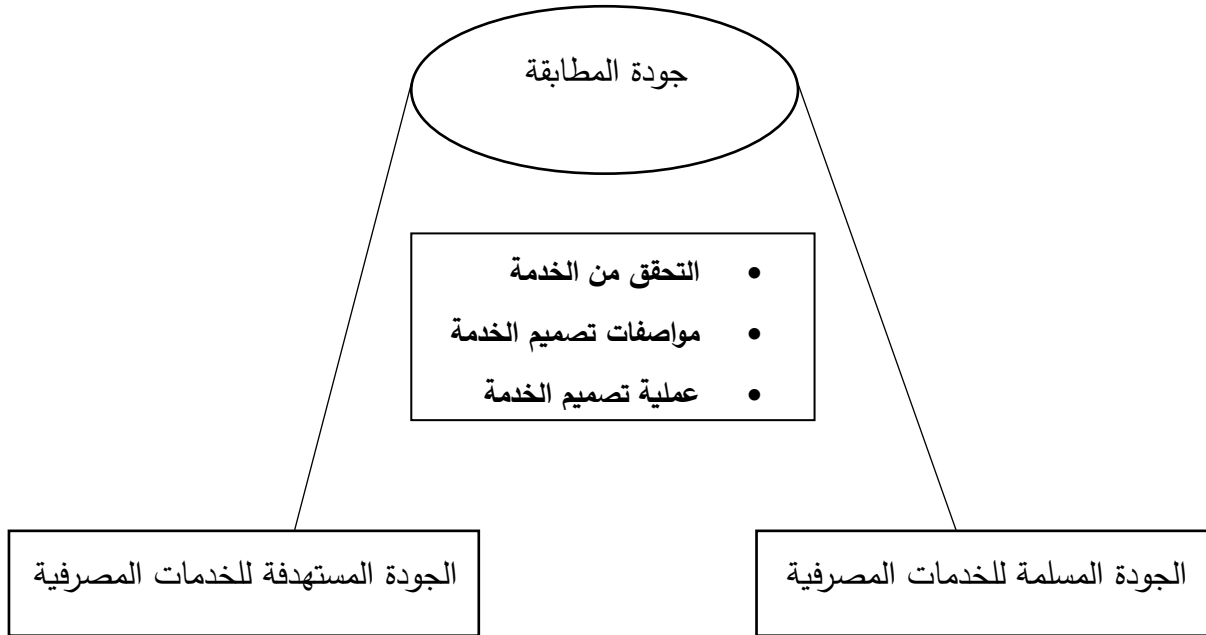 جودة المطابقة
• التحقق من الخدمة
• مواصفات تصميم الخدمة
• عملية تصميم الخدمة
الجودة المسلمة للخدمات المصرفية
الجودة المستهدفة للخدمات المصرفية